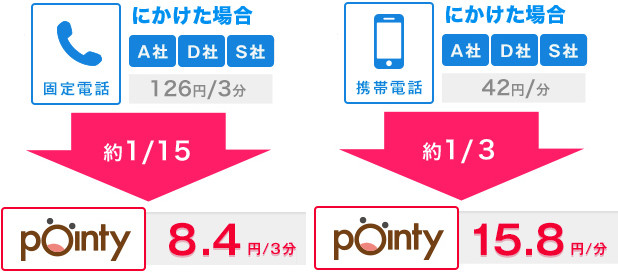 にかけた場合
A社 D社 S社
固定電話
126円/3分
約1/15
pointy
8.4円/3分
にかけた場合
A社 D社 S社
携帯電話
42円/分
約1/3
pointy
15.8円/分